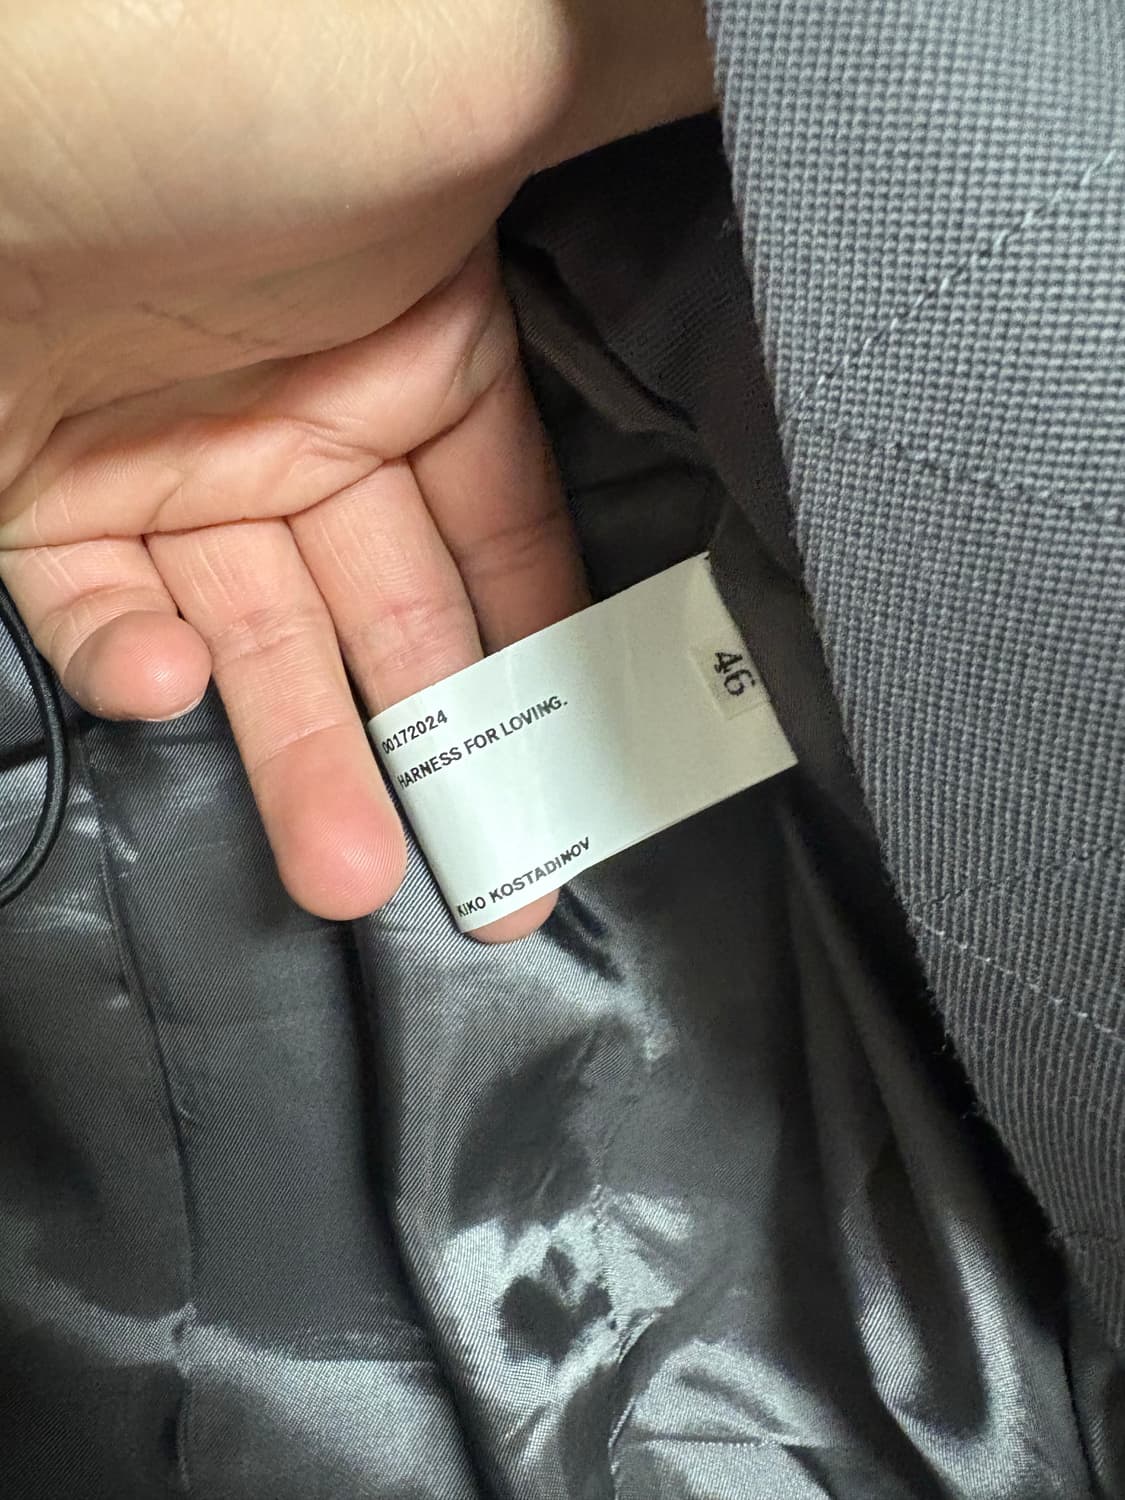 00172024
HARNESS FOR LOVING.
KIKO KOSTADINOV
46